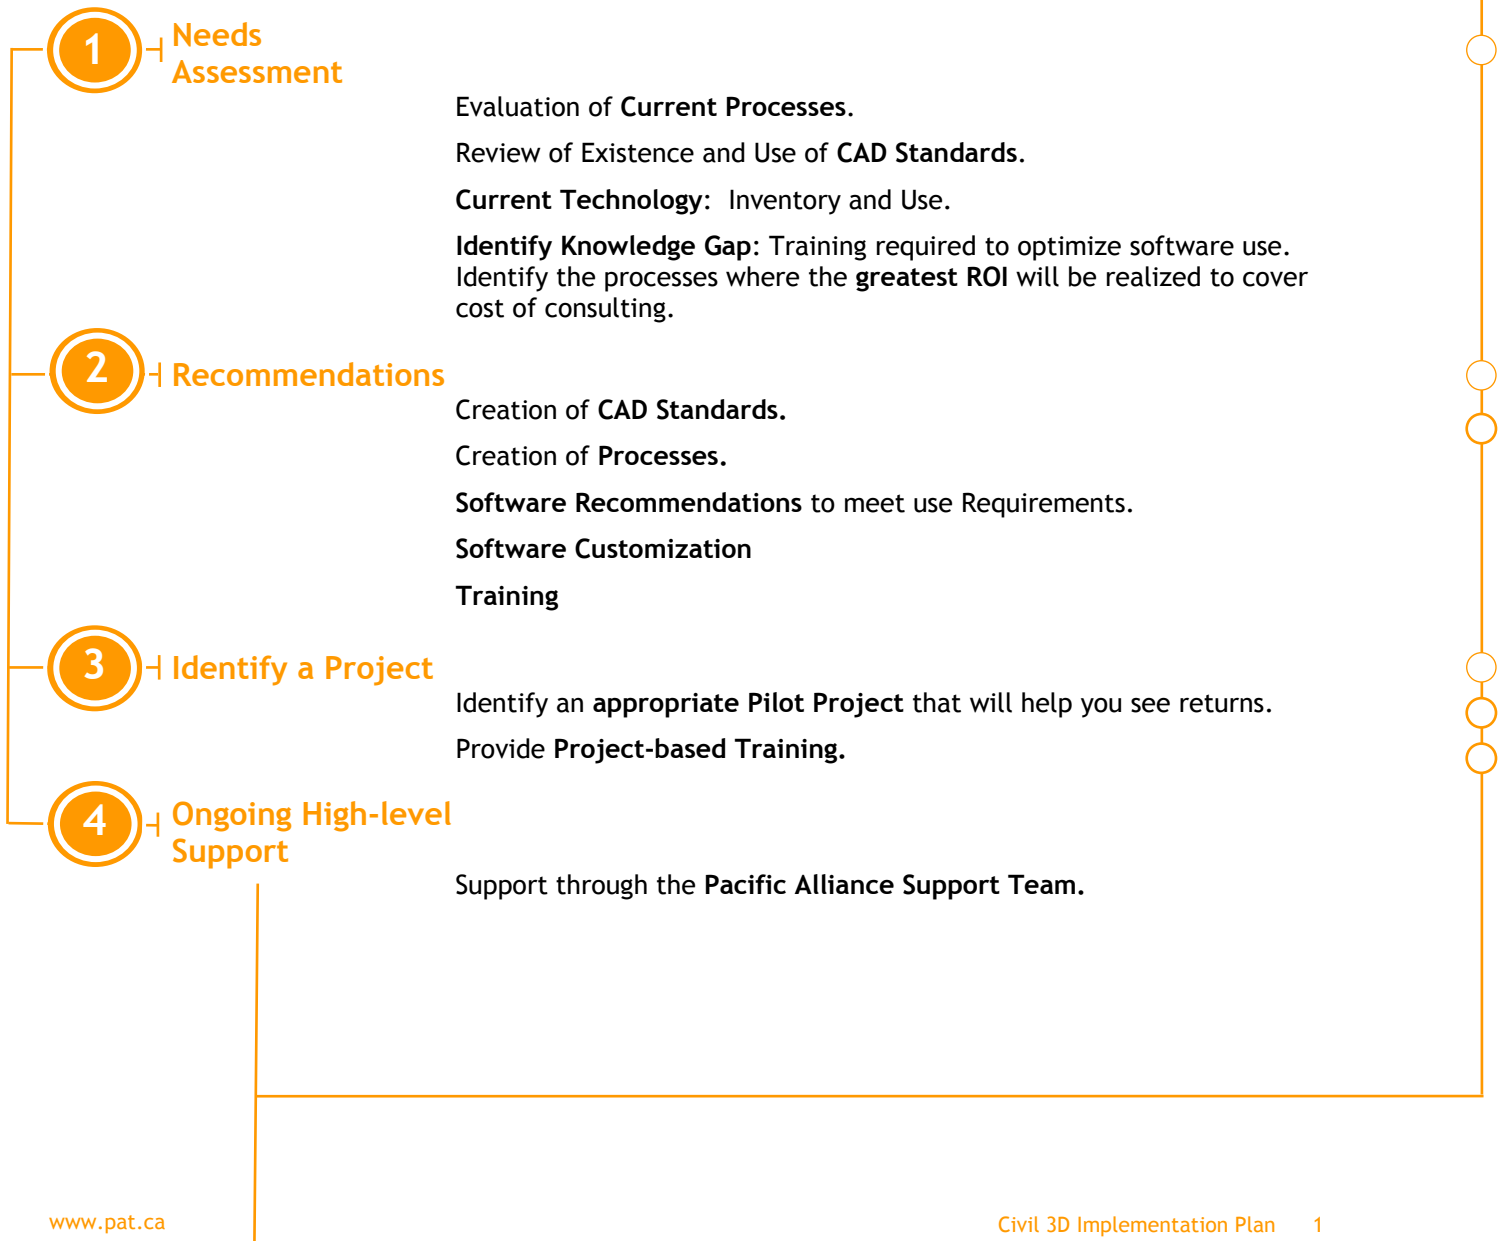 1
Needs
Assessment
Evaluation of Current Processes.
Review of Existence and Use of CAD Standards.
Current Technology:  Inventory and Use.
Identify Knowledge Gap: Training required to optimize software use.
Identify the processes where the greatest ROI will be realized to cover
cost of consulting.
2
Recommendations
Creation of CAD Standards.
Creation of Processes.
Software Recommendations to meet use Requirements.
Software Customization
Training
3
Identify a Project
Identify an appropriate Pilot Project that will help you see returns.
Provide Project-based Training.
4
Ongoing High-level
Support
Support through the Pacific Alliance Support Team.
www.pat.ca
Civil 3D Implementation Plan 1